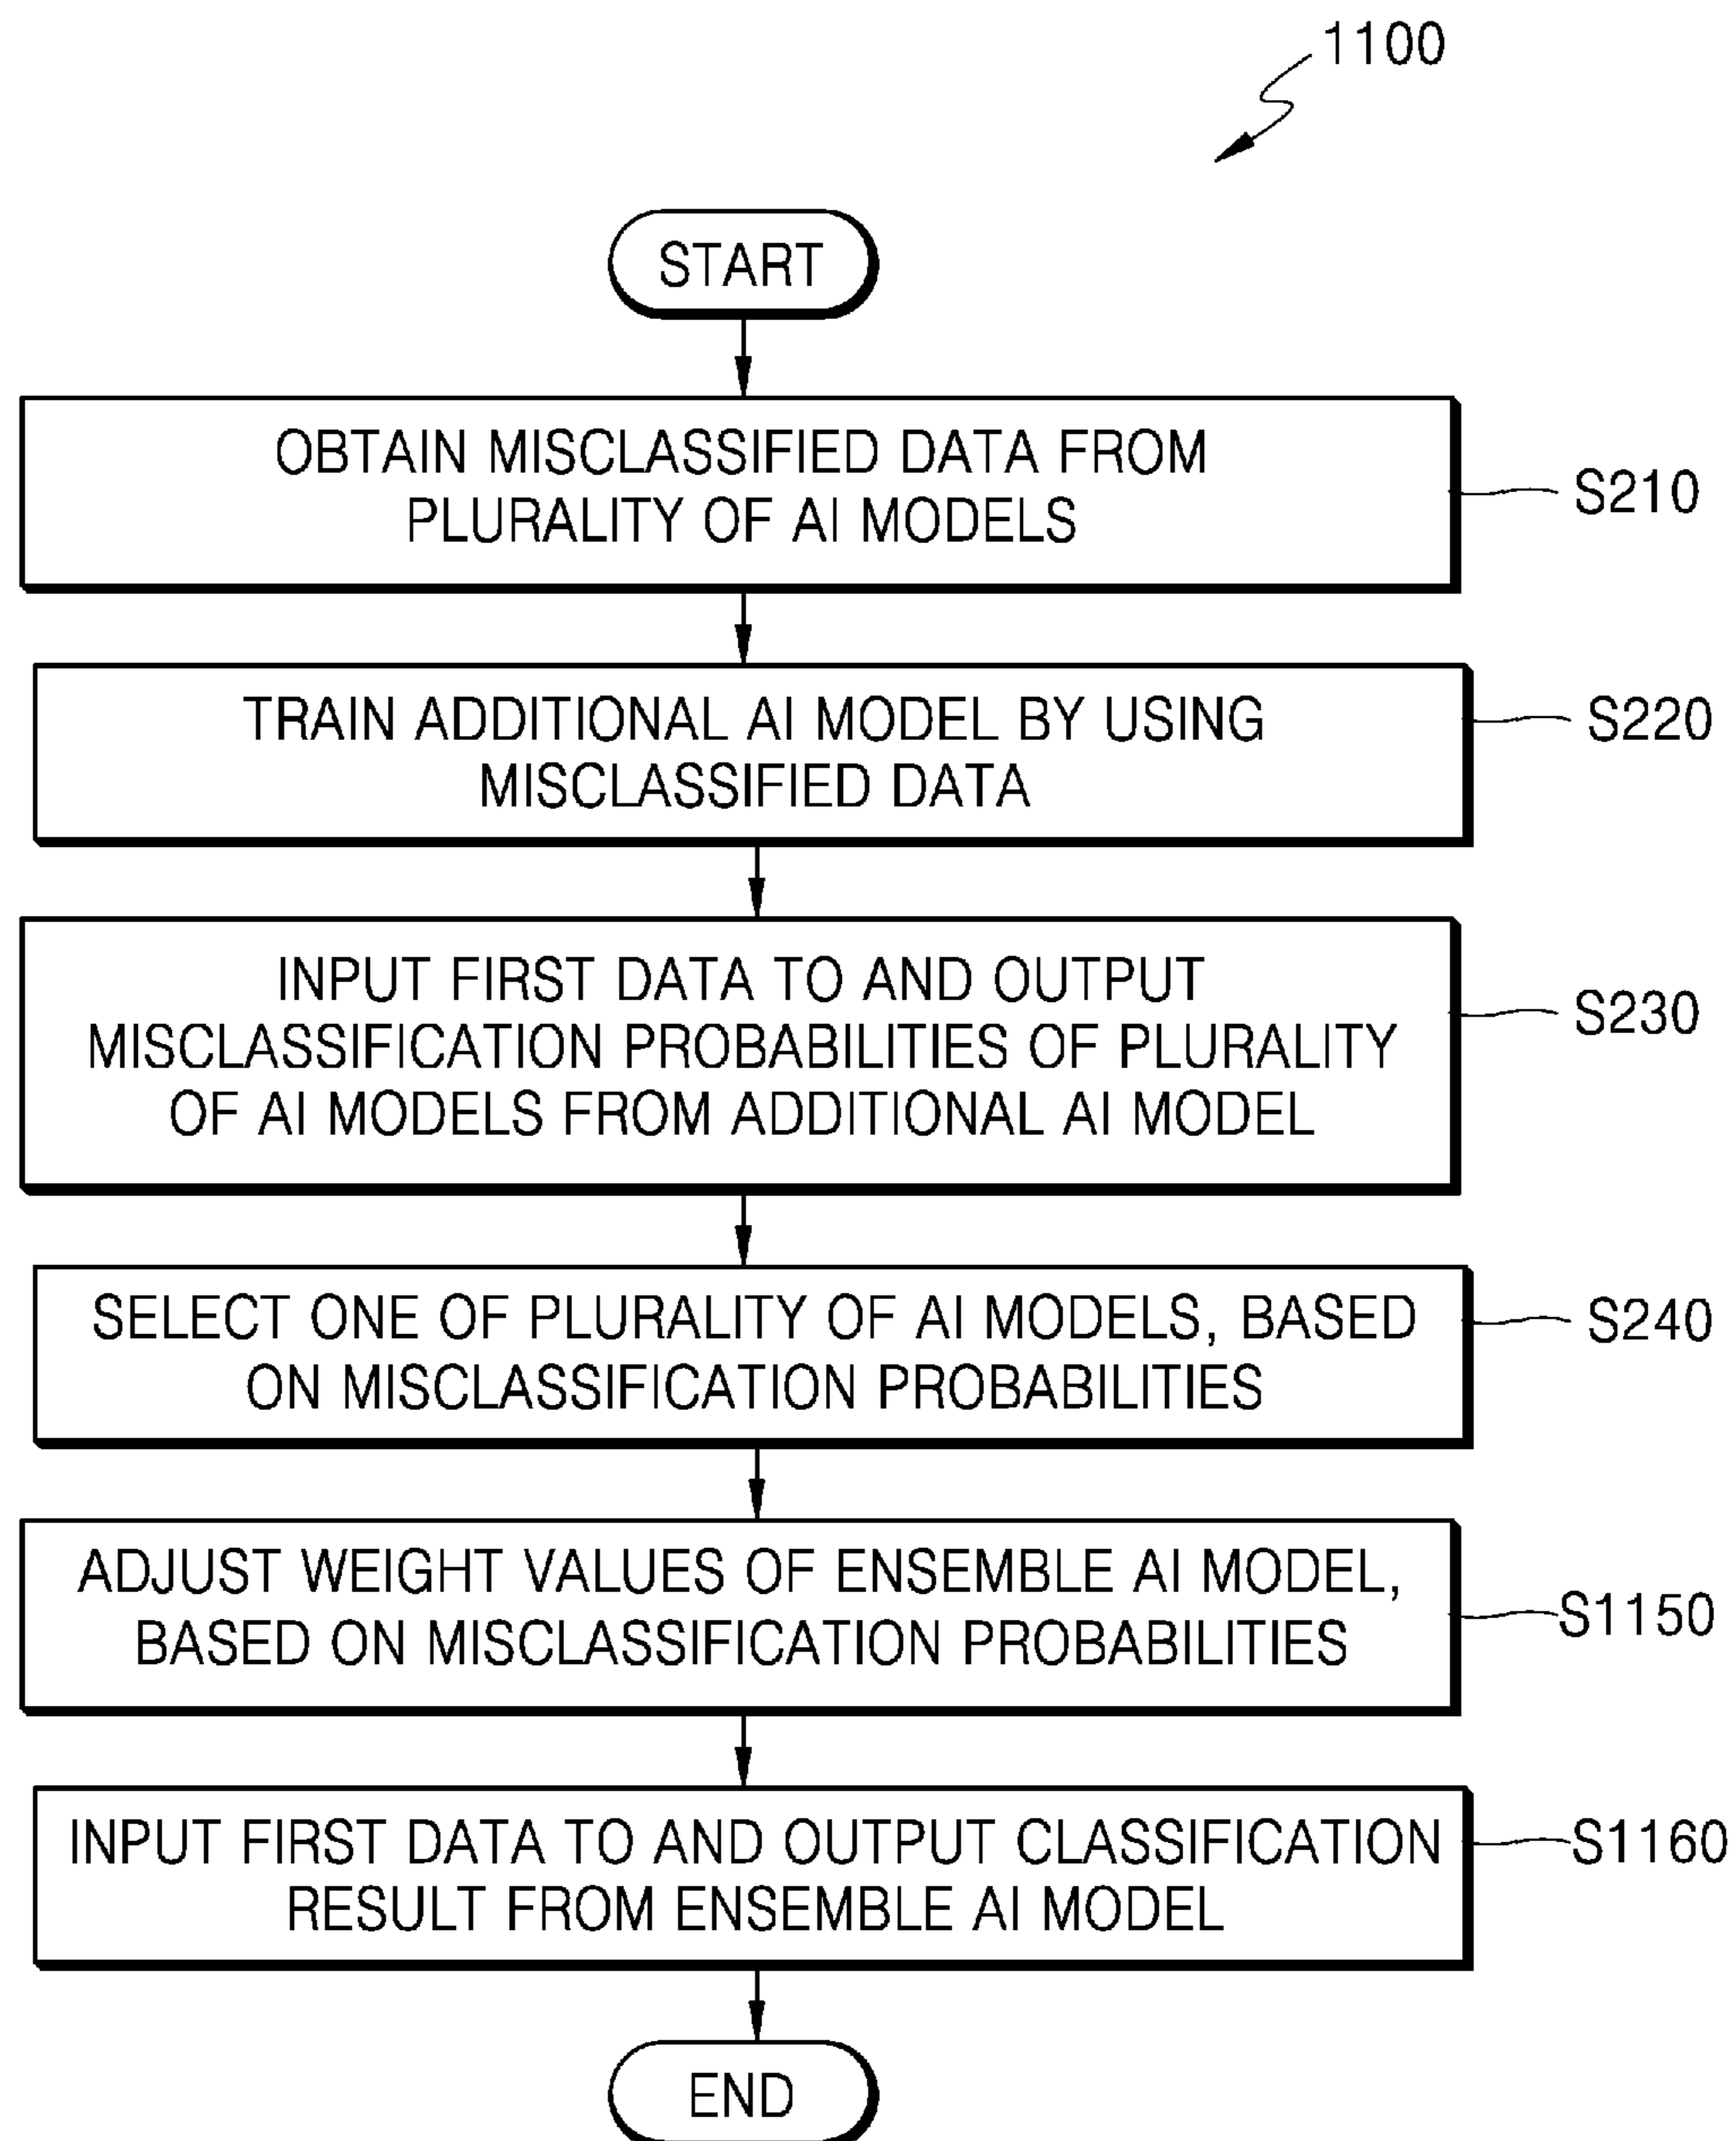 1100
START
OBTAIN MISCLASSIFIED DATA FROM
PLURALITY OF AI MODELS
S210
TRAIN ADDITIONAL AI MODEL BY USING
MISCLASSIFIED DATA
S220
INPUT FIRST DATA TO AND OUTPUT
MISCLASSIFICATION PROBABILITIES OF PLURALITY
OF AI MODELS FROM ADDITIONAL AI MODEL
S230
SELECT ONE OF PLURALITY OF AI MODELS, BASED
ON MISCLASSIFICATION PROBABILITIES
S240
ADJUST WEIGHT VALUES OF ENSEMBLE AI MODEL,
BASED ON MISCLASSIFICATION PROBABILITIES
S1150
INPUT FIRST DATA TO AND OUTPUT CLASSIFICATION
RESULT FROM ENSEMBLE AI MODEL
S1160
END